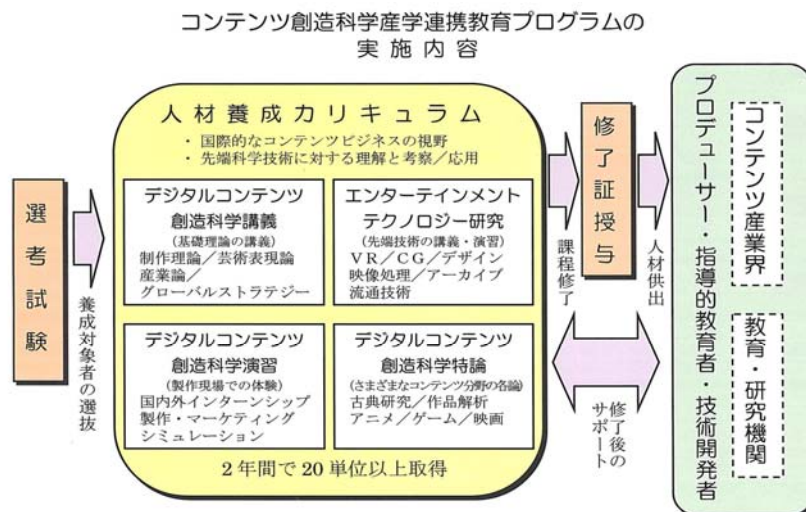 コンテンツ創造科学産学連携教育プログラムの
実施内容
選考試験
養成対象者の選抜
人材養成カリキュラム
・ 国際的なコンテンツビジネスの視野
・ 先端科学技術に対する理解と考察／応用
デジタルコンテンツ
創造科学講義
(基礎理論の講義)
制作理論／芸術表現論
産業論／
グローバルストラテジー
エンターテインメント
テクノロジー研究
(先端技術の講義・演習)
ＶＲ／ＣＧ／デザイン
映像処理／アーカイブ
流通技術
デジタルコンテンツ
創造科学演習
(製作現場での体験)
国内外インターンシップ
製作・マーケティング
シミュレーション
デジタルコンテンツ
創造科学特論
(さまざまなコンテンツ分野の各論)
古典研究／作品解析
アニメ／ゲーム／映画
２年間で 20 単位以上取得
課程修了
修了証授与
人材供出
修了後の
サポート
プロデューサー・指導的教育者・技術開発者
コンテンツ産業界
教育・研究機関